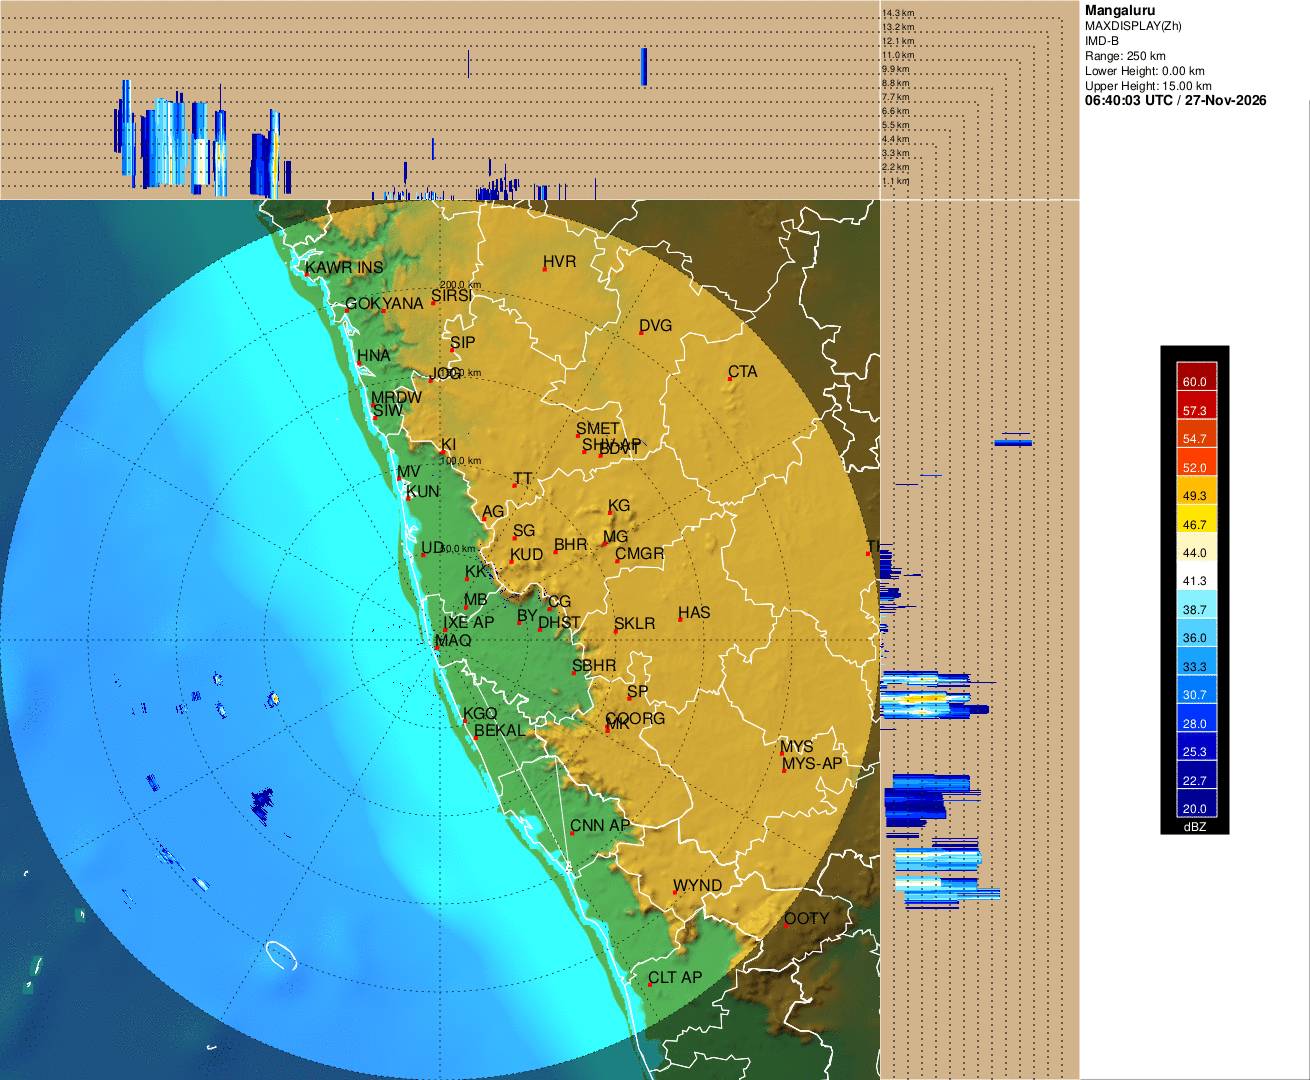 14.3 km
13.2 km
12.1 km
11.0 km
9.9 km
8.8 km
7.7 km
6.6 km
5.5 km
4.4 km
3.3 km
2.2 km
1.1 km
Mangaluru
MAXDISPLAY(Zh)
IMD-B
Range: 250 km
Lower Height: 0.00 km
Upper Height: 15.00 km
06:40:03 UTC / 27-Nov-2026
KAWR INS
HVR
200.0 km
SIRSI
GOKYANA
DVG
SIP
HNA
JOG
CTA
MRDW
SIW
SMET
SHV-AP
BDVT
KI
100.0 km
MV
TT
KUN
AG
KG
SG
MG
UD
50.0 km
KUD
BHR
CMGR
KK
MB
CG
BY
DHST
IXE AP
SKLR
HAS
MAQ
SBHR
SP
KGQ
COORG
MK
BEKAL
MYS
MYS-AP
CNN AP
WYND
OOTY
CLT AP
60.0
57.3
54.7
52.0
49.3
46.7
44.0
41.3
38.7
36.0
33.3
30.7
28.0
25.3
22.7
20.0
dBZ